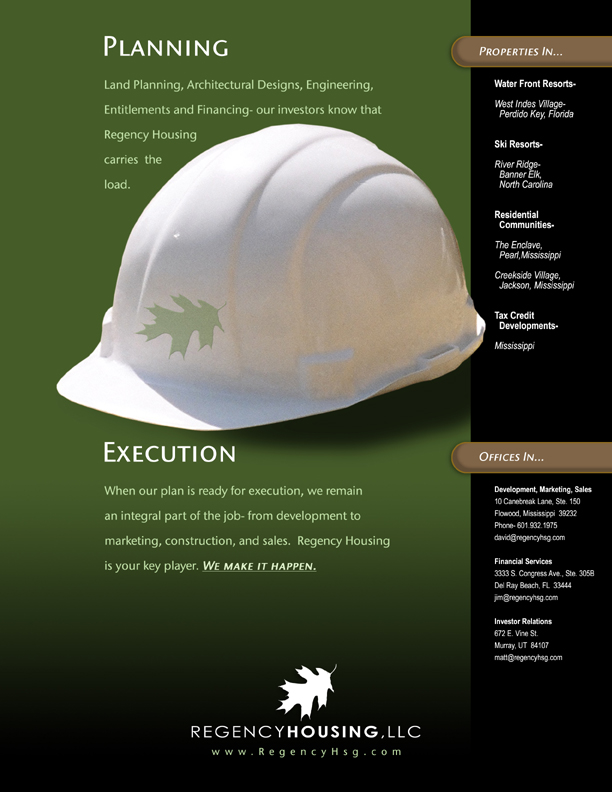 PLANNING
Land Planning, Architectural Designs, Engineering,
Entitlements and Financing- our investors know that
Regency Housing
carries the
load.
EXECUTION
When our plan is ready for execution, we remain
an integral part of the job- from development to
marketing, construction, and sales. Regency Housing
is your key player. WE MAKE IT HAPPEN.
REGENCYHOUSING,LLC
www.RegencyHsg.com
PROPERTIES IN...
Water Front Resorts-
West Indes Village-
Perdido Key, Florida
Ski Resorts-
River Ridge-
Banner Elk,
North Carolina
Residential
Communities-
The Enclave,
Pearl,Mississippi
Creekside Village,
Jackson, Mississippi
Tax Credit
Developments-
Mississippi
OFFICES IN...
Development, Marketing, Sales
10 Canebreak Lane, Ste. 150
Flowood, Mississippi 39232
Phone- 601.932.1975
david@regencyhsg.com
Financial Services
3333 S. Congress Ave., Ste. 305B
Del Ray Beach, FL 33444
jim@regencyhsg.com
Investor Relations
672 E. Vine St.
Murray, UT 84107
matt@regencyhsg.com